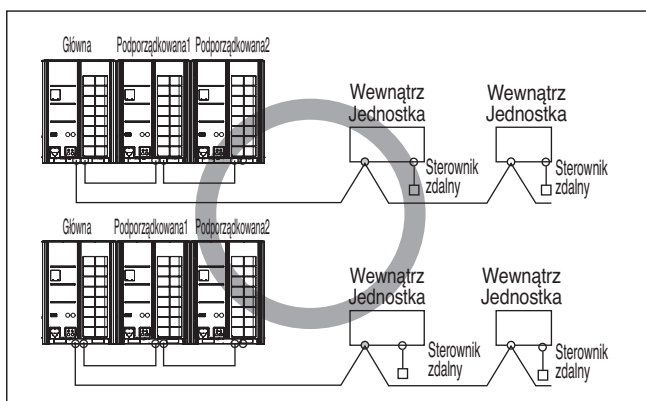 Główna Podporządkowana1 Podporządkowana2
Wewnątrz
Jednostka
Wewnątrz
Jednostka
Sterownik
zdalny
Sterownik
zdalny
Główna Podporządkowana1 Podporządkowana2
Wewnątrz
Jednostka
Wewnątrz
Jednostka
Sterownik
zdalny
Sterownik
zdalny